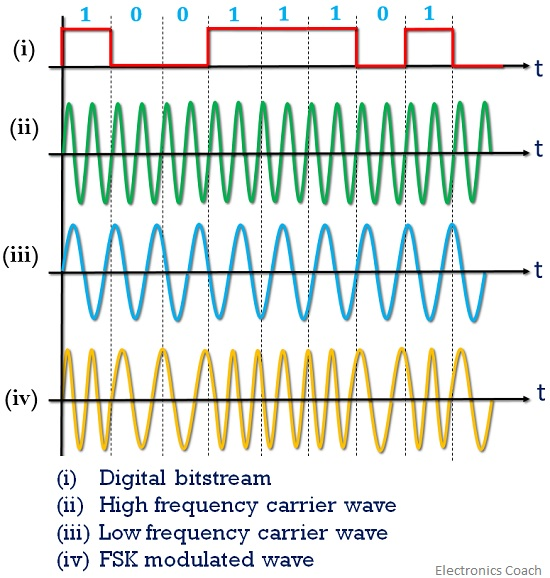 1 0 0 1 1 1 0 1
(i) t
(ii) t
(iii) t
(iv) t
(i) Digital bitstream
(ii) High frequency carrier wave
(iii) Low frequency carrier wave
(iv) FSK modulated wave
Electronics Coach